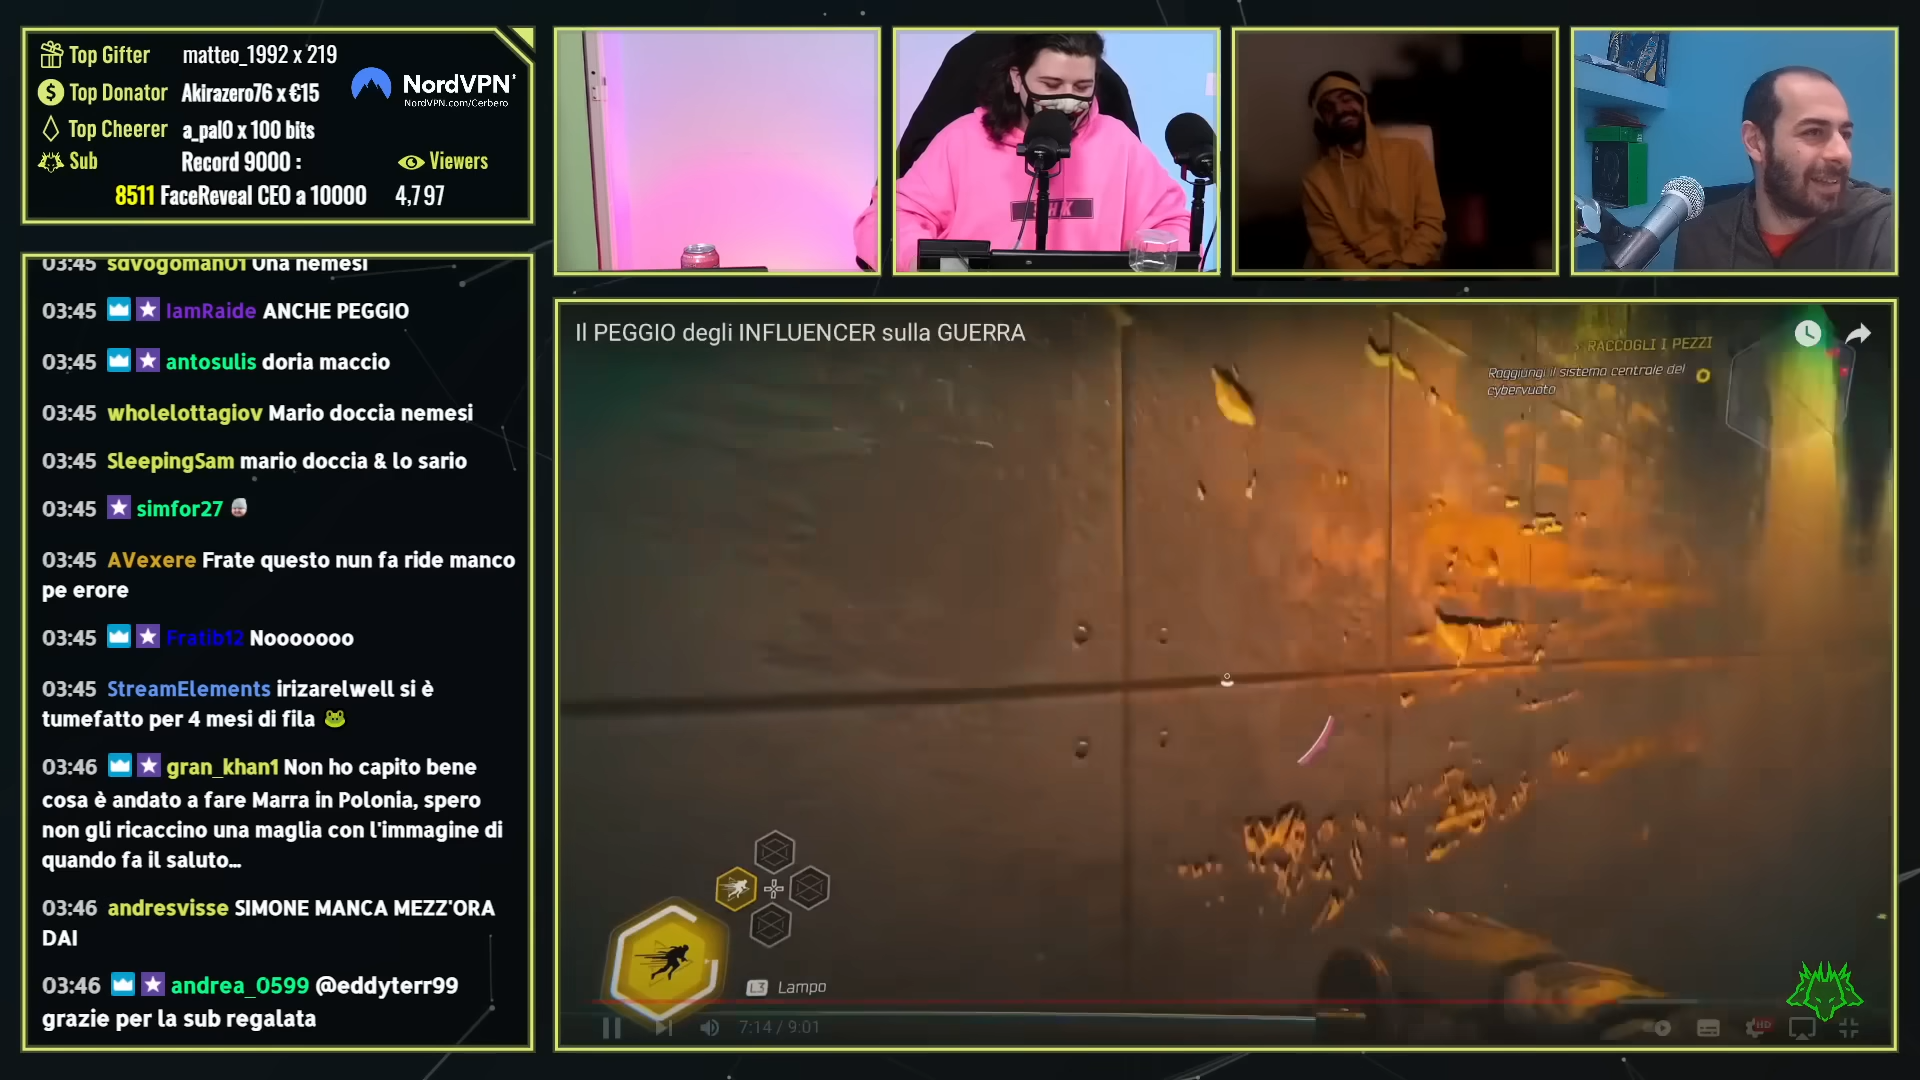 Top Gifter matteo_1992 x 219
Top Donator Akirazero76 x €15
Top Cheerer a_pal0 x 100 bits
Sub Record 9000 : Viewers
8511 FaceReveal CEO a 10000 4,797
NordVPN
NordVPN.com/Cerbero
03:45 savogoman01 Una nemesi
03:45 IamRaide ANCHE PEGGIO
03:45 antosulis doria maccio
03:45 wholelottagiov Mario doccia nemesi
03:45 SleepingSam mario doccia & lo sario
03:45 simfor27
03:45 AVexere Frate questo nun fa ride manco
pe erore
03:45 Fratib12 Nooooooo
03:45 StreamElements irizarelwell si è
tumefatto per 4 mesi di fila
03:46 gran_khan1 Non ho capito bene
cosa è andato a fare Marra in Polonia, spero
non gli ricaccino una maglia con l'immagine di
quando fa il saluto...
03:46 andresvisse SIMONE MANCA MEZZ'ORA
DAI
03:46 andrea_0599 @eddyterr99
grazie per la sub regalata
Il PEGGIO degli INFLUENCER sulla GUERRA
RACCOGLI I PEZZI
Raggiungi il sistema centrale del
cybervuoto
L3 Lampo
7:14 / 9:01
HD